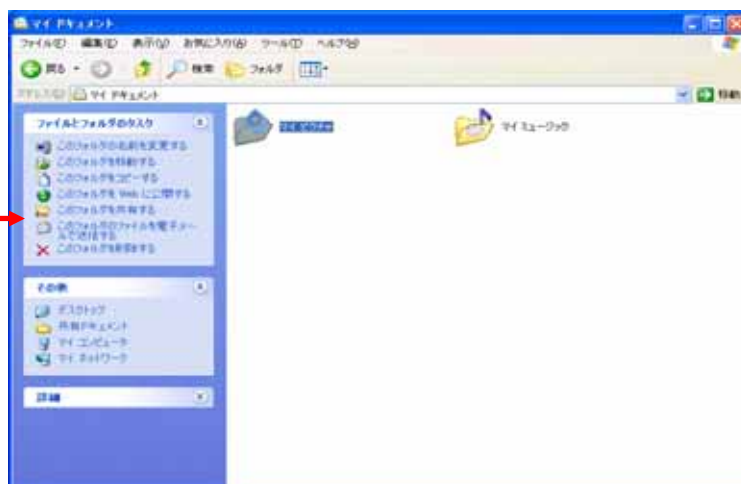 マイ ドキュメント
ファイル(F) 編集(E) 表示(V) お気に入り(A) ツール(T) ヘルプ(H)
戻る 検索 フォルダ
アドレス(D) マイ ドキュメント 移動
ファイルとフォルダのタスク
このフォルダの名前を変更する
このフォルダを移動する
このフォルダをコピーする
このフォルダを Web に公開する
このフォルダを共有する
このフォルダのファイルを電子メー
ルで送信する
このフォルダを削除する
その他
デスクトップ
共有ドキュメント
マイ コンピュータ
マイ ネットワーク
詳細
マイ ピクチャ
マイ ミュージック